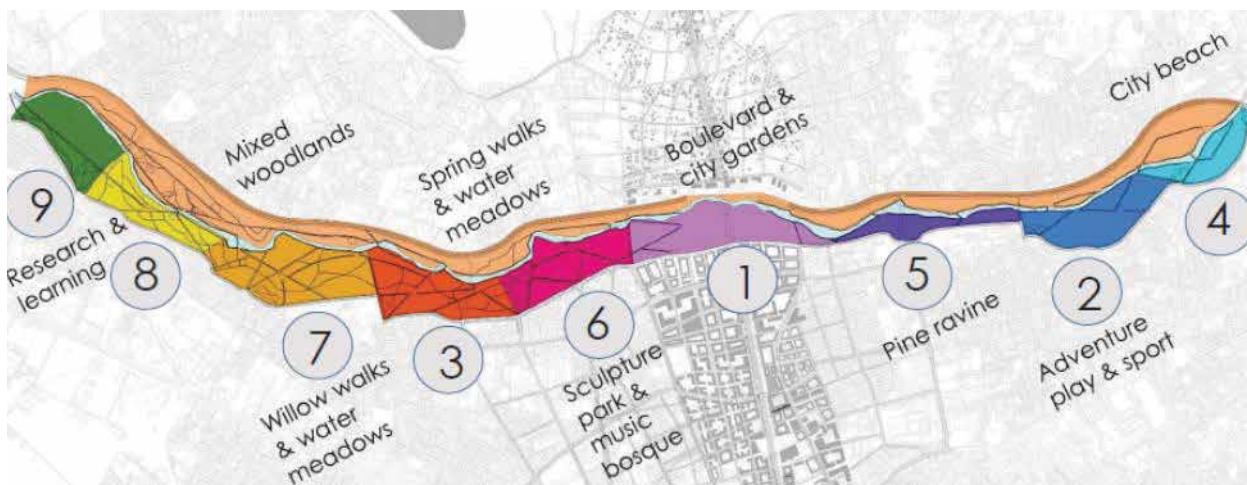 City beach
Boulevard &
city gardens
Spring walks
& water
meadows
Mixed
woodlands
9
Research &
learning
8
7
Willow walks
& water
meadows
3
6
Sculpture
park &
music
bosque
1
5
Pine ravine
2
Adventure
play & sport
4